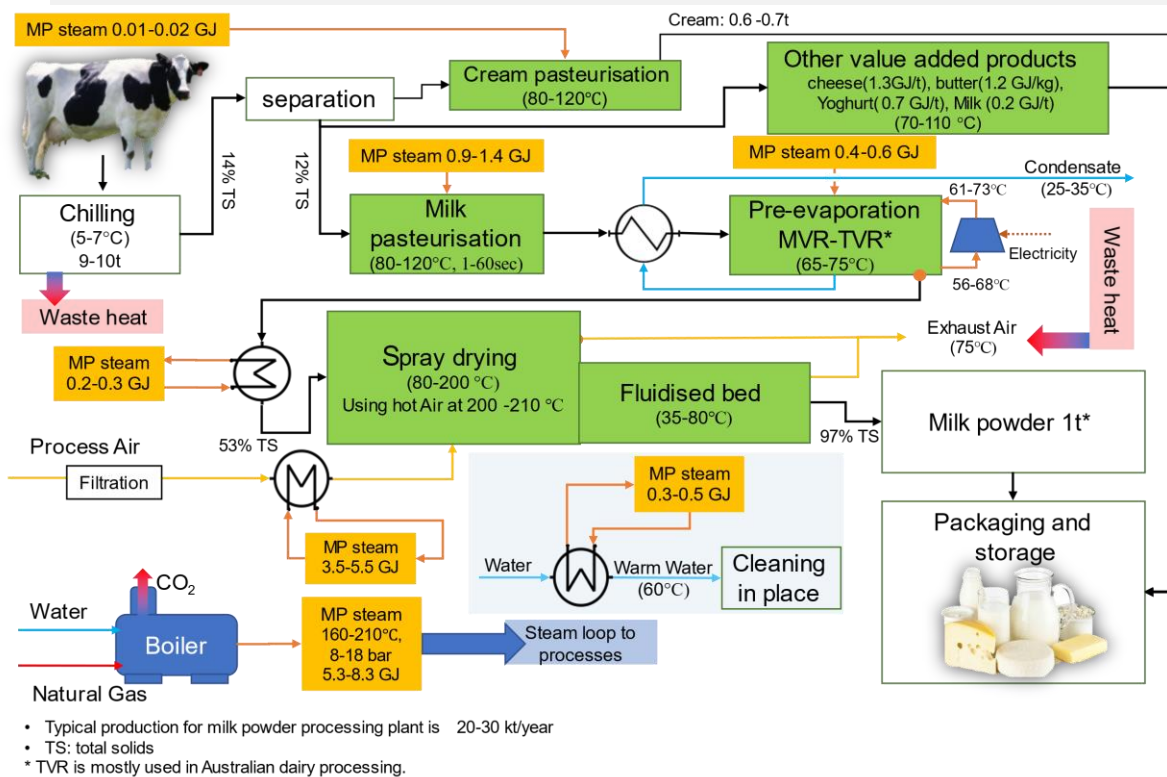 MP steam 0.01-0.02 GJ
Cream: 0.6 -0.7t
Cream pasteurisation
(80-120℃)
Other value added products
cheese(1.3GJ/t), butter(1.2 GJ/kg),
Yoghurt( 0.7 GJ/t), Milk (0.2 GJ/t)
(70-110 °C)
separation
14% TS
12% TS
MP steam 0.9-1.4 GJ
MP steam 0.4-0.6 GJ
Condensate
(25-35℃)
61-73℃
Chilling
(5-7°C)
9-10t
Milk
pasteurisation
(80-120℃, 1-60sec)
Pre-evaporation
MVR-TVR*
(65-75℃)
Electricity
56-68℃
Waste heat
Waste heat
Exhaust Air
(75℃)
MP steam
0.2-0.3 GJ
Spray drying
(80-200 °C)
Using hot Air at 200 -210 °C
Fluidised bed
(35-80℃)
53% TS
97% TS
Milk powder 1t*
Process Air
Filtration
MP steam
3.5-5.5 GJ
MP steam
0.3-0.5 GJ
Water
Warm Water
(60℃)
Cleaning
in place
Packaging and
storage
CO2
Water
Boiler
Natural Gas
MP steam
160-210℃,
8-18 bar
5.3-8.3 GJ
Steam loop to
processes
• Typical production for milk powder processing plant is 20-30 kt/year
• TS: total solids
* TVR is mostly used in Australian dairy processing.